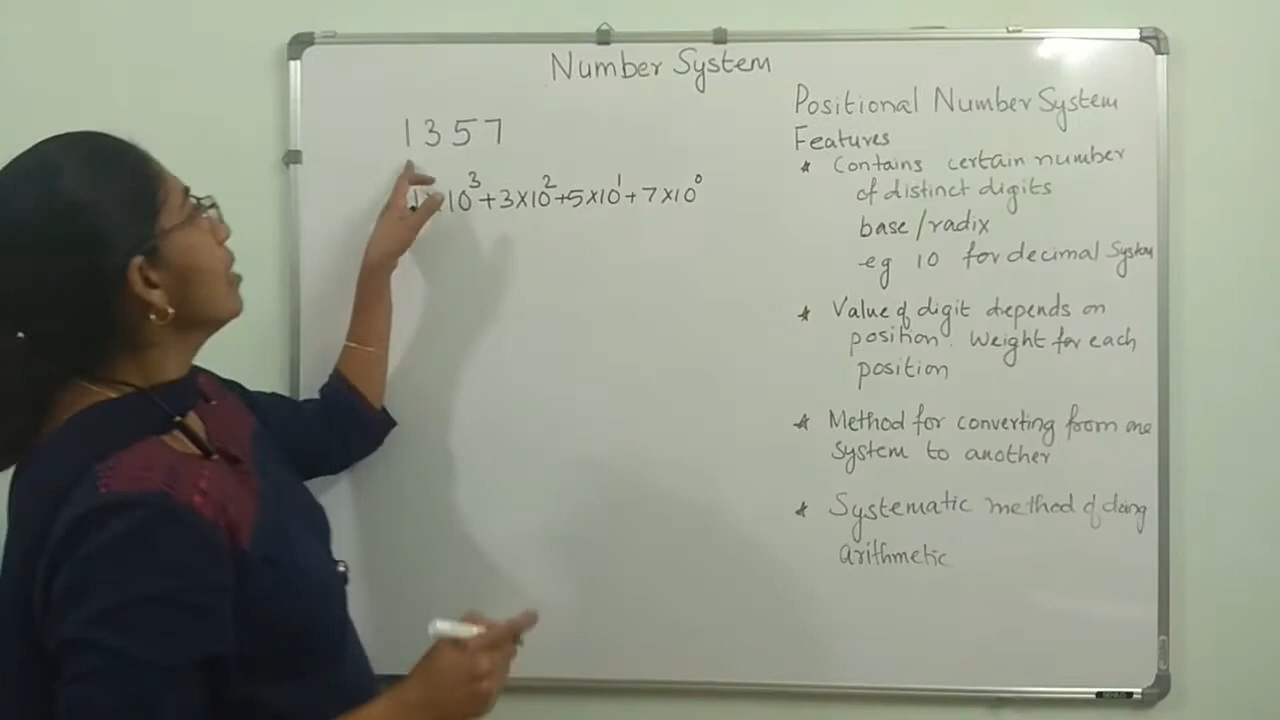 Number System
1357
1×10³+3×10²+5×10¹+7×10⁰
Positional Number System
Features
* Contains certain number
of distinct digits
base/radix
eg 10 for decimal System
* Value of digit depends on
position. Weight for each
position
* Method for converting from one
system to another
* Systematic method of doing
arithmetic